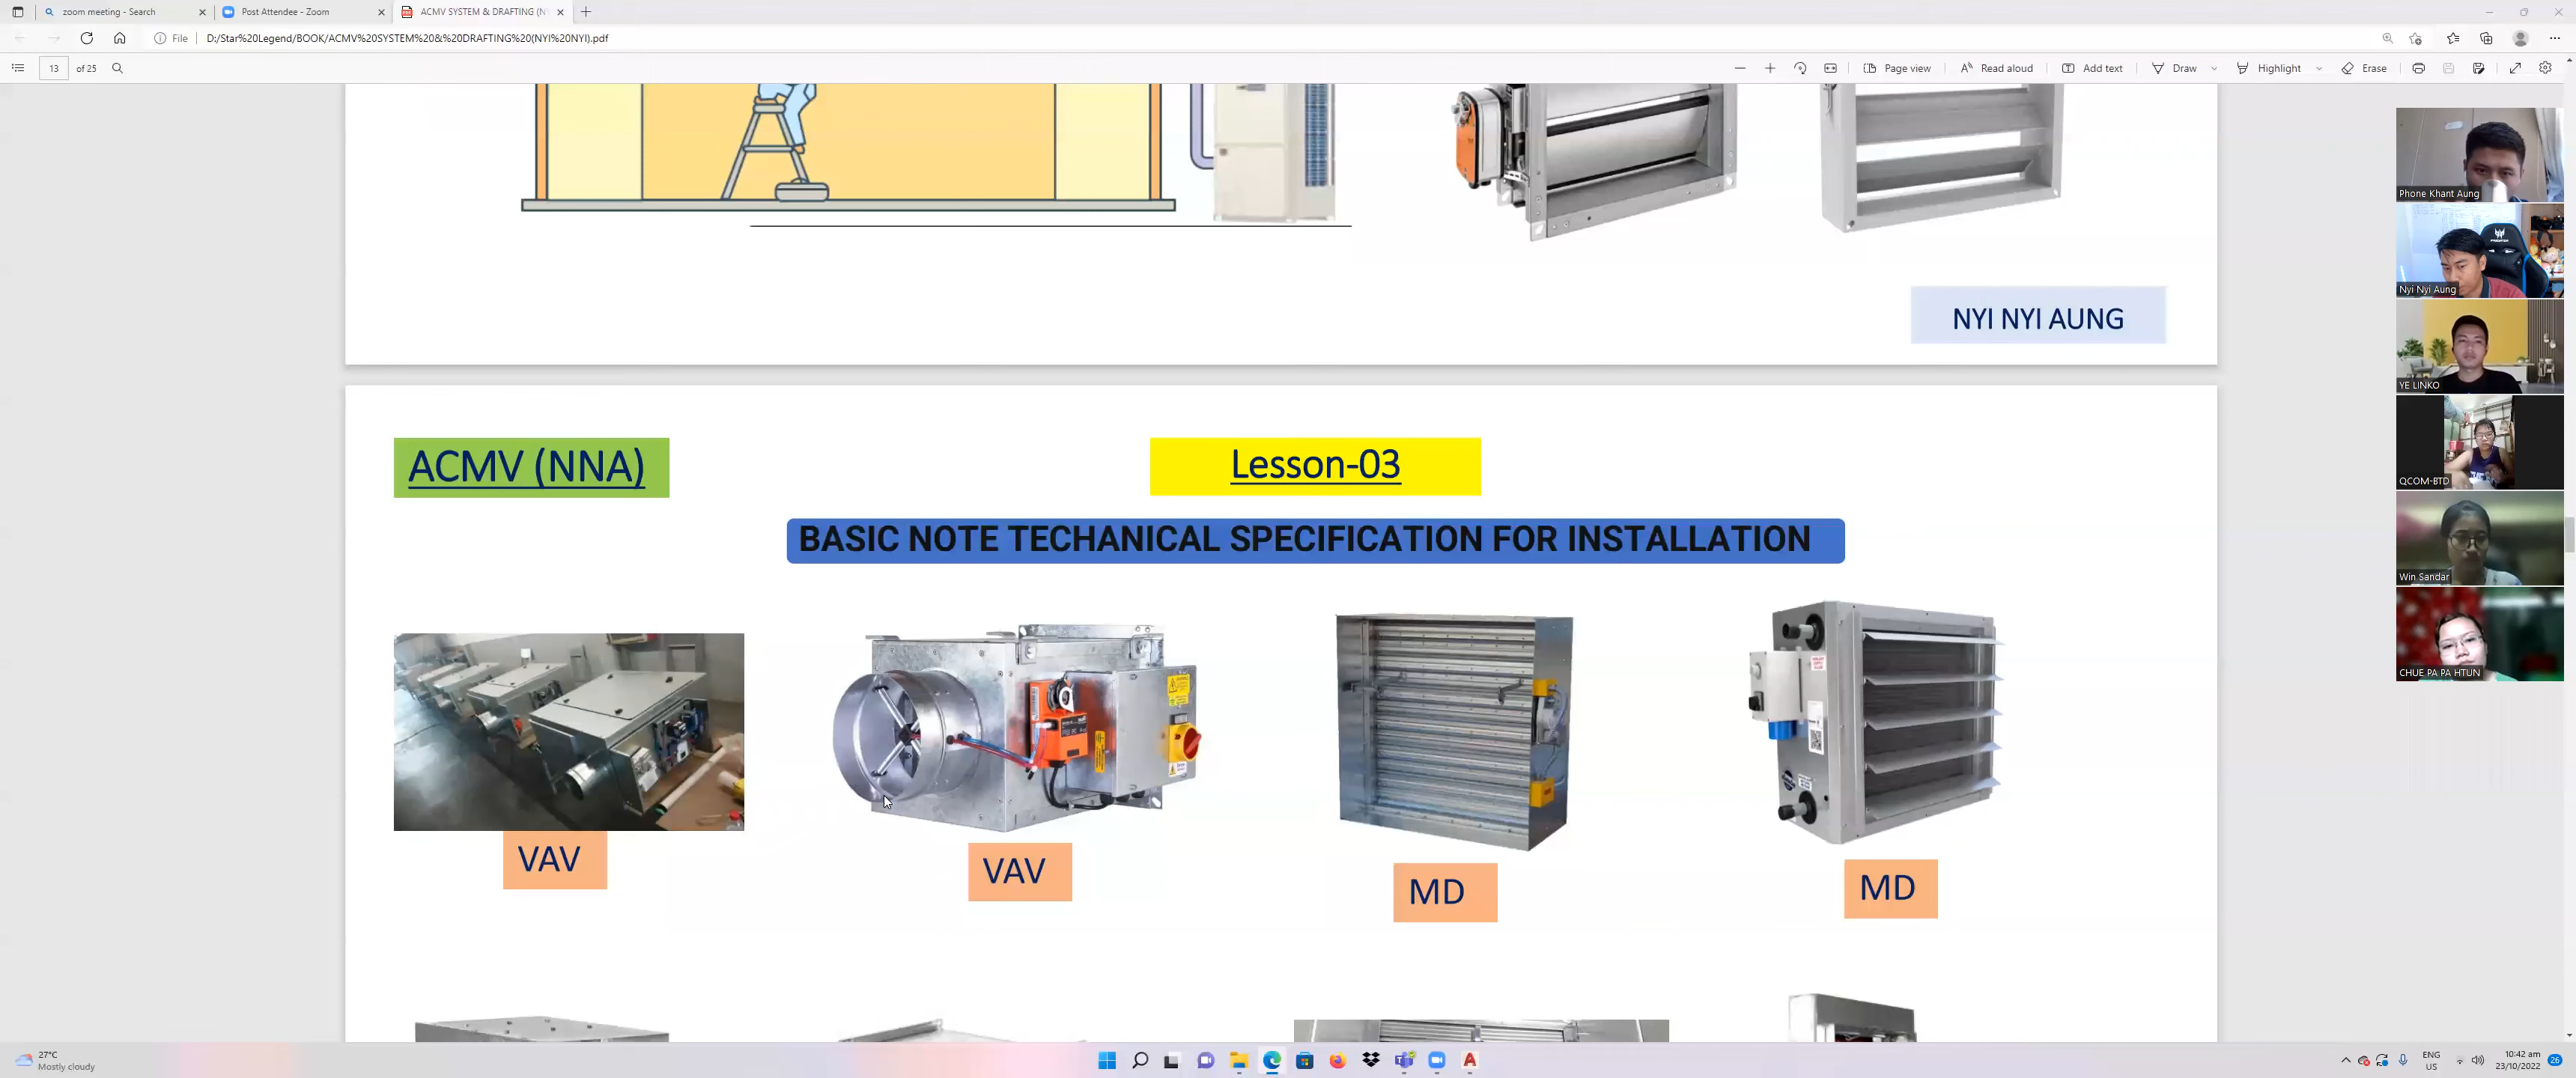 zoom meeting - Search
Post Attendee - Zoom
ACMV SYSTEM & DRAFTING (N
File
D:/Star%20Legend/BOOK/ACMV%20SYSTEM%20&%20DRAFTING%20(NYI%20NYI).pdf
13 of 25
Page view
Read aloud
Add text
Draw
Highlight
Erase
Phone Khant Aung
Nyi Nyi Aung
YE LINKO
QCOM-BTD
Win Sandar
CHUE PA PA HTUN
NYI NYI AUNG
ACMV (NNA)
Lesson-03
BASIC NOTE TECHANICAL SPECIFICATION FOR INSTALLATION
VAV
VAV
MD
MD
27°C
Mostly cloudy
ENG
US
10:42 am
23/10/2022
26